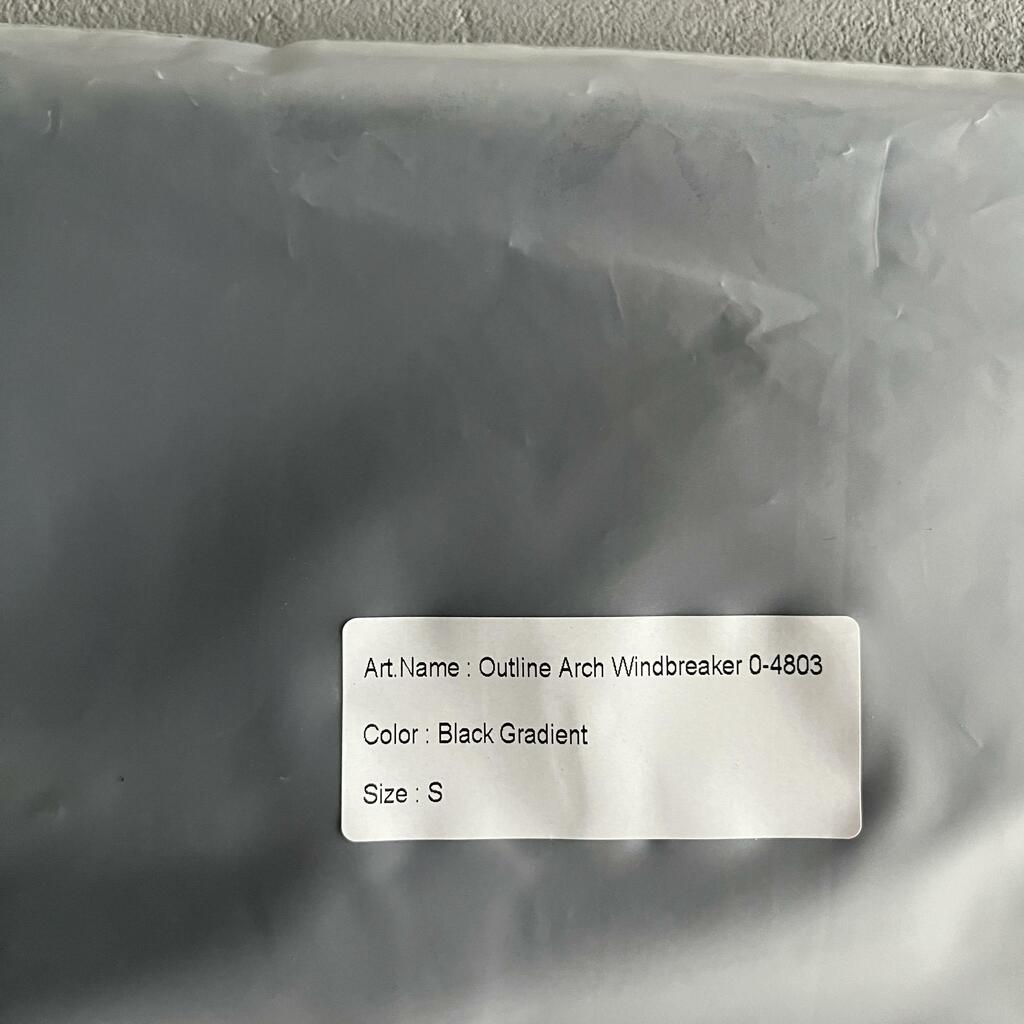 Art.Name : Outline Arch Windbreaker 0-4803
Color : Black Gradient
Size : S